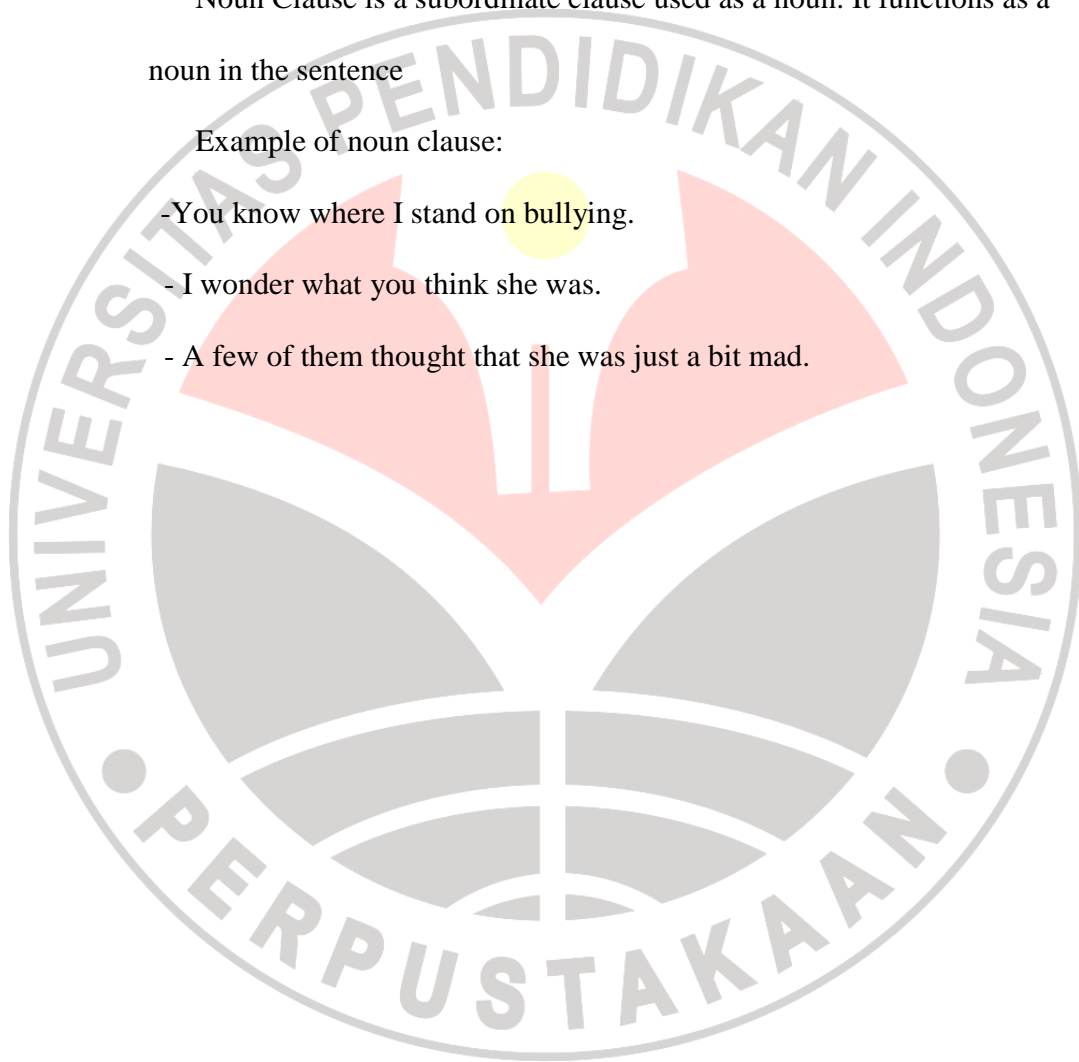 Noun Clause is a subordinate clause used as a noun. It functions as a
noun in the sentence
Example of noun clause:
-You know where I stand on bullying.
- I wonder what you think she was.
- A few of them thought that she was just a bit mad.
UNIVERSITAS PENDIDIKAN INDONESIA
PERPUSTAKAAN